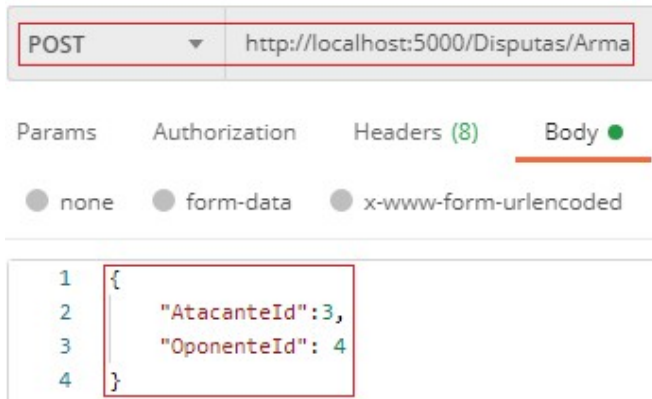 POST http://localhost:5000/Disputas/Arma
Params Authorization Headers (8) Body
none form-data x-www-form-urlencoded
1 {
2 "AtacanteId":3,
3 "OponenteId": 4
4 }